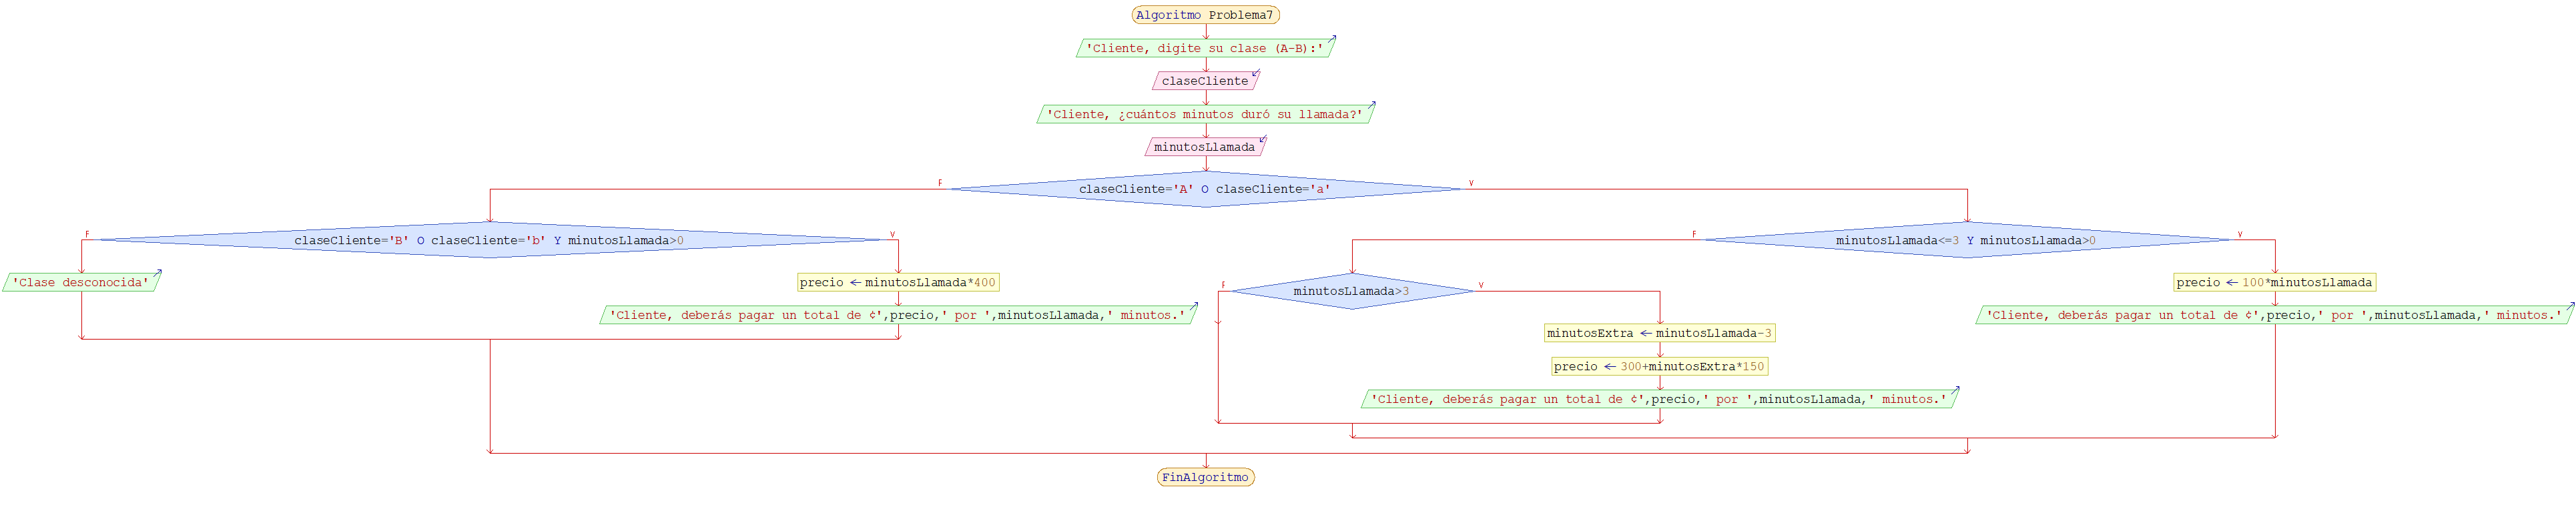 Algoritmo Problema7
'Cliente, digite su clase (A-B):'
claseCliente
'Cliente, ¿cuántos minutos duró su llamada?'
minutosLlamada
F
claseCliente='A' O claseCliente='a'
V
F
claseCliente='B' O claseCliente='b' Y minutosLlamada>0
V
F
minutosLlamada<=3 Y minutosLlamada>0
V
'Clase desconocida'
precio ← minutosLlamada*400
F
minutosLlamada>3
V
precio ← 100*minutosLlamada
'Cliente, deberás pagar un total de ¢',precio,' por ',minutosLlamada,' minutos.'
'Cliente, deberás pagar un total de ¢',precio,' por ',minutosLlamada,' minutos.'
minutosExtra ← minutosLlamada-3
precio ← 300+minutosExtra*150
'Cliente, deberás pagar un total de ¢',precio,' por ',minutosLlamada,' minutos.'
FinAlgoritmo